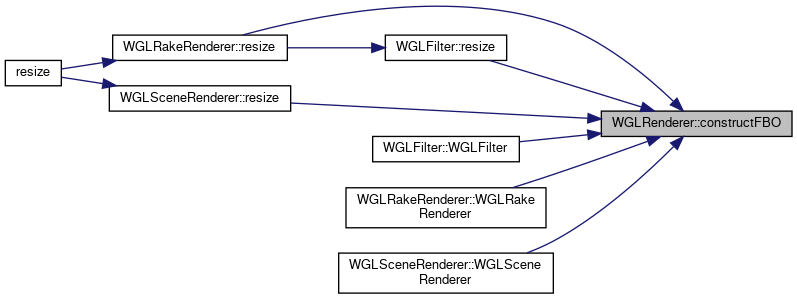 resize
WGLRakeRenderer::resize
WGLFilter::resize
WGLSceneRenderer::resize
WGLRenderer::constructFBO
WGLFilter::WGLFilter
WGLRakeRenderer::WGLRake
Renderer
WGLSceneRenderer::WGLScene
Renderer